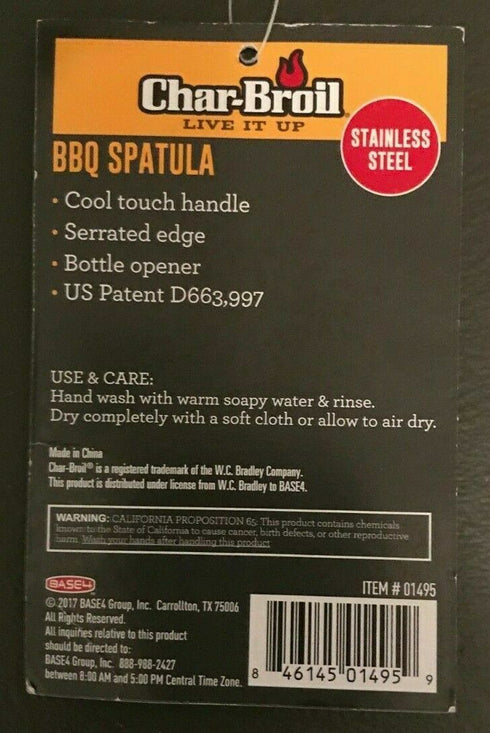 Char-Broil
LIVE IT UP
STAINLESS
STEEL
BBQ SPATULA
• Cool touch handle
• Serrated edge
• Bottle opener
• US Patent D663,997
USE & CARE:
Hand wash with warm soapy water & rinse.
Dry completely with a soft cloth or allow to air dry.
Made in China
Char-Broil® is a registered trademark of the W.C. Bradley Company.
This product is distributed under license from W.C. Bradley to BASE4.
WARNING: CALIFORNIA PROPOSITION 65: This product contains chemicals
known to the State of California to cause cancer, birth defects, or other reproductive
harm. Wash your hands after handling this product
BASE4
© 2017 BASE4 Group, Inc. Carrollton, TX 75006
All Rights Reserved.
All inquiries relative to this product
should be directed to:
BASE4 Group, Inc. 888-988-2427
between 8:00 AM and 5:00 PM Central Time Zone.
ITEM # 01495
8 46145 01495 9